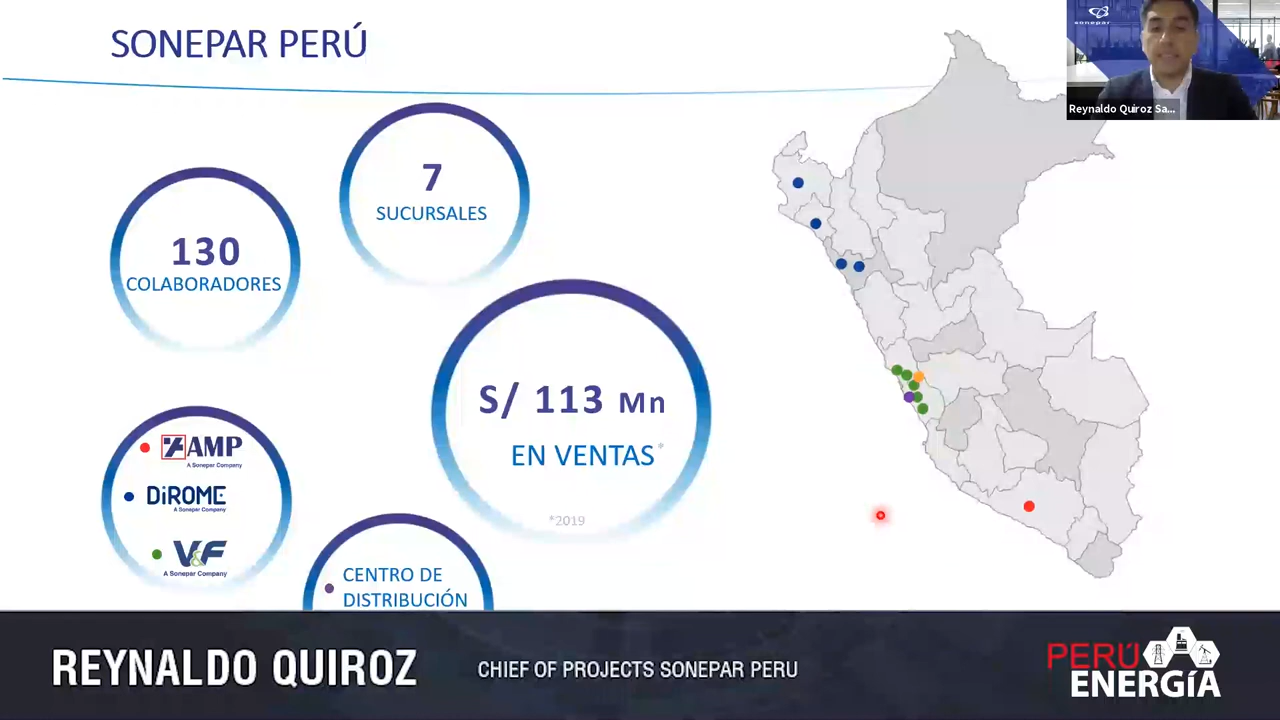 SONEPAR PERÚ
sonepar
Reynaldo Quiroz Sa...
7
SUCURSALES
130
COLABORADORES
S/ 113 Mn
EN VENTAS*
*2019
AMP
A Sonepar Company
DiROME
A Sonepar Company
V&F
A Sonepar Company
CENTRO DE
DISTRIBUCIÓN
REYNALDO QUIROZ
CHIEF OF PROJECTS SONEPAR PERU
PERÚ
ENERGÍA